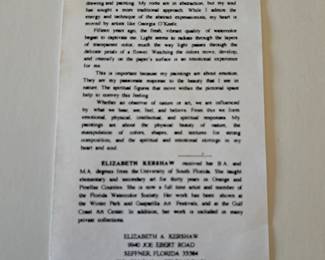 drawing and painting. My roots are in abstraction, but my soul
has sought a more traditional approach. While I admire the
energy and technique of the abstract expressionists, my heart is
moved by artists like Georgia O'Keefe.
Fifteen years ago, the fresh, vibrant quality of watercolor
began to captivate me. Light seems to radiate through the layers
of transparent color, much the way light passes through the
delicate petals of a flower. Watching the colors move, develop,
and intensify on the paper's surface is an emotional experience
for me.
This is important because my paintings are about emotion.
They are my passionate response to the beauty that I see in
nature. The spiritual figures that move within the pictorial space
help to convey this feeling.
Whether an observer of nature or art, we are influenced
by what we hear, see, feel, and believe. From this we form
emotional, physical, intellectual, and spiritual responses. My
paintings are about the physical beauty of nature, the
manipulation of colors, shapes, and textures for strong
composition, and the spiritual and emotional stirrings in my
heart and soul.
ELIZABETH KERSHAW received her B.A. and
M.A. degrees from the University of South Florida. She taught
elementary and secondary art for thirty years in Orange and
Pinellas Counties. She is now a full time artist and member of
the Florida Watercolor Society. Her work has been shown at
the Winter Park and Gasparilla Art Festivals, and at the Gulf
Coast Art Center. In addition, her work is included in many
private collections.
ELIZABETH A. KERSHAW
9940 JOE EBERT ROAD
SEFFNER, FLORIDA 33584